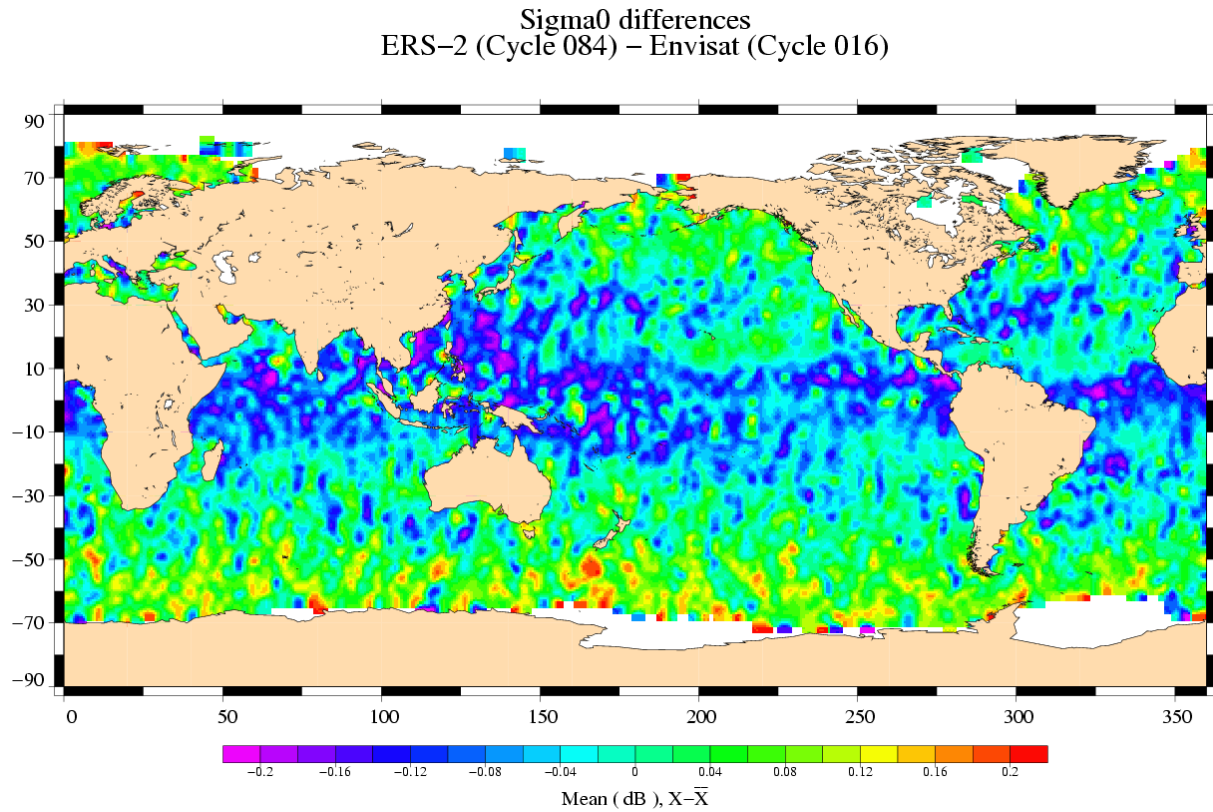 Sigma0 differences
ERS−2 (Cycle 084) − Envisat (Cycle 016)
90
70
50
30
10
−10
−30
−50
−70
−90
0 50 100 150 200 250 300 350
−0.2 −0.16 −0.12 −0.08 −0.04 0 0.04 0.08 0.12 0.16 0.2
Mean ( dB ), X−X̅